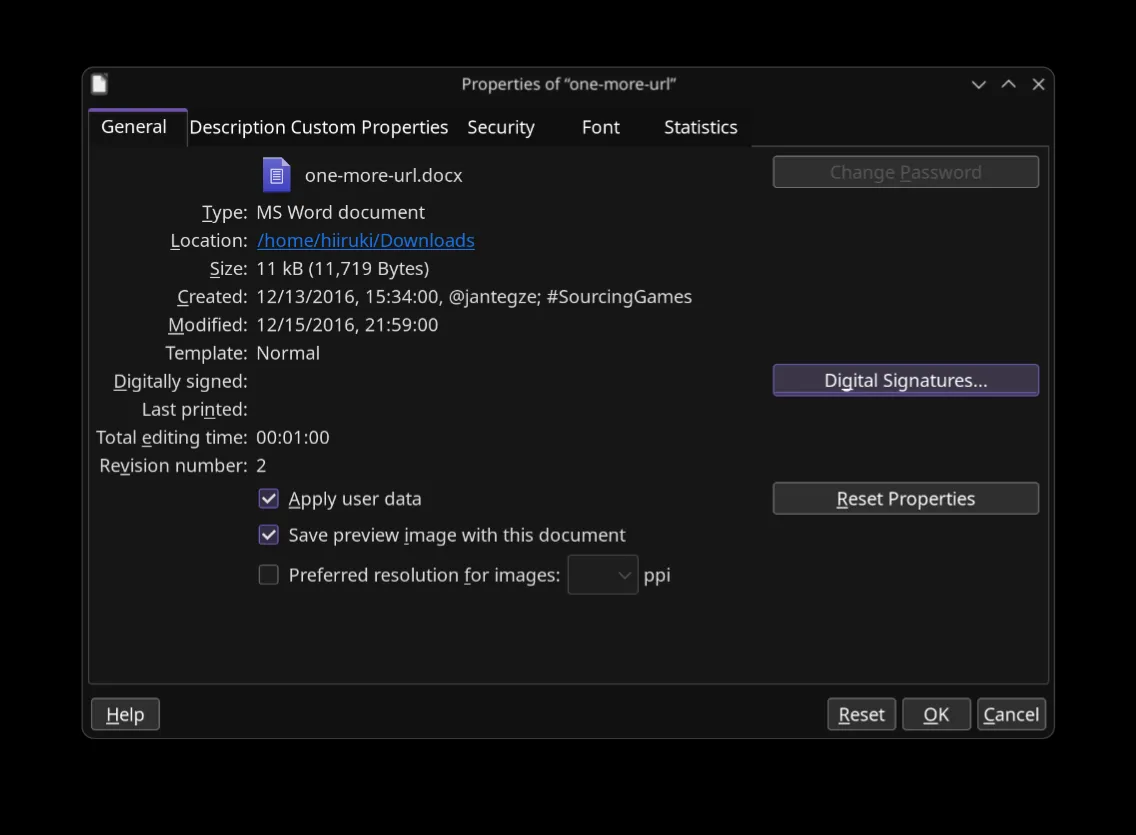 Properties of “one-more-url”
General Description Custom Properties Security Font Statistics
one-more-url.docx
Change Password
Type: MS Word document
Location: /home/hiiruki/Downloads
Size: 11 kB (11,719 Bytes)
Created: 12/13/2016, 15:34:00, @jantegze; #SourcingGames
Modified: 12/15/2016, 21:59:00
Template: Normal
Digitally signed:
Digital Signatures...
Last printed:
Total editing time: 00:01:00
Revision number: 2
Apply user data
Reset Properties
Save preview image with this document
Preferred resolution for images: ppi
Help Reset OK Cancel